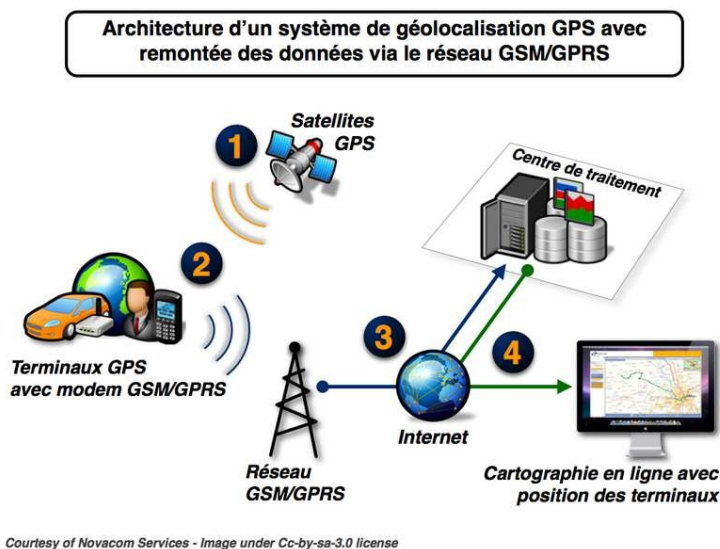 Architecture d'un système de géolocalisation GPS avec
remontée des données via le réseau GSM/GPRS
1
Satellites
GPS
Centre de traitement
2
Terminaux GPS
avec modem GSM/GPRS
3
4
Internet
Réseau
GSM/GPRS
Cartographie en ligne avec
position des terminaux
Courtesy of Novacom Services - Image under Cc-by-sa-3.0 license